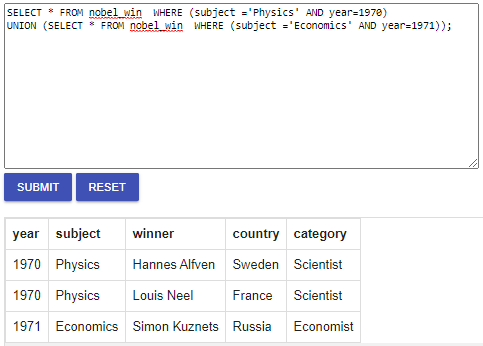 SELECT * FROM nobel_win  WHERE (subject ='Physics' AND year=1970)
UNION (SELECT * FROM nobel_win  WHERE (subject ='Economics' AND year=1971));
SUBMIT RESET
year subject winner country category
1970 Physics Hannes Alfven Sweden Scientist
1970 Physics Louis Neel France Scientist
1971 Economics Simon Kuznets Russia Economist